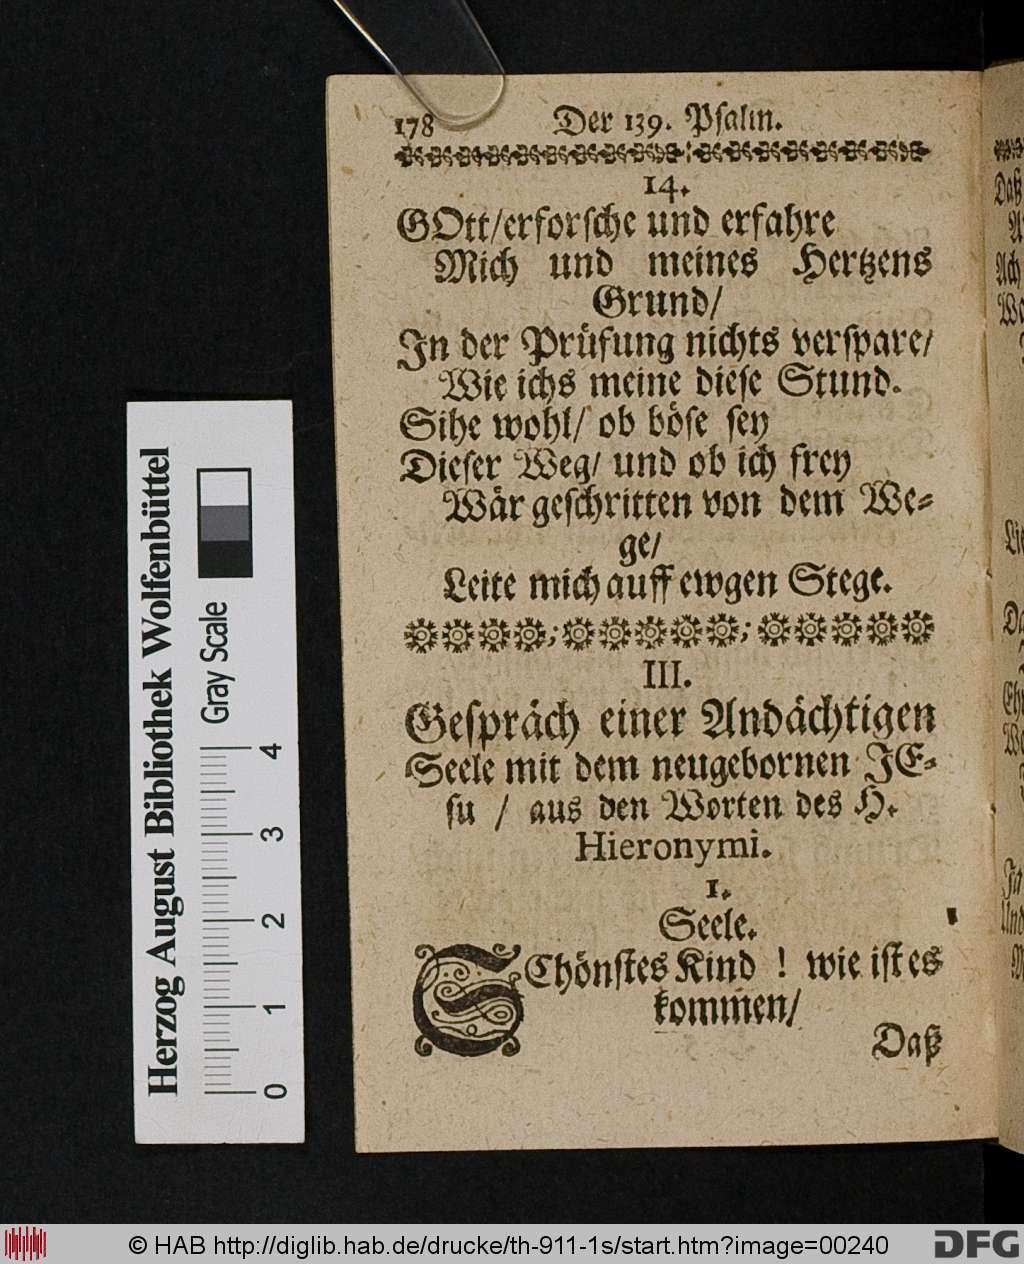 178 Der 139. Psalm.
14.
GOtt/erforsche und erfahre
Mich und meines Hertzens
Grund/
In der Prüfung nichts verspare/
Wie ichs meine diese Stund.
Sihe wohl/ ob böse sey
Dieser Weg/ und ob ich frey
Wär geschritten von dem We-
ge/
Leite mich auff ewgen Stege.
III.
Gespräch einer Andächtigen
Seele mit dem neugebornen JE-
su / aus den Worten des H.
Hieronymi.
1.
Seele.
SChönstes Kind ! wie ist es
kommen/
Daß
Herzog August Bibliothek Wolfenbüttel
Gray Scale
0 1 2 3 4
© HAB http://diglib.hab.de/drucke/th-911-1s/start.htm?image=00240
DFG